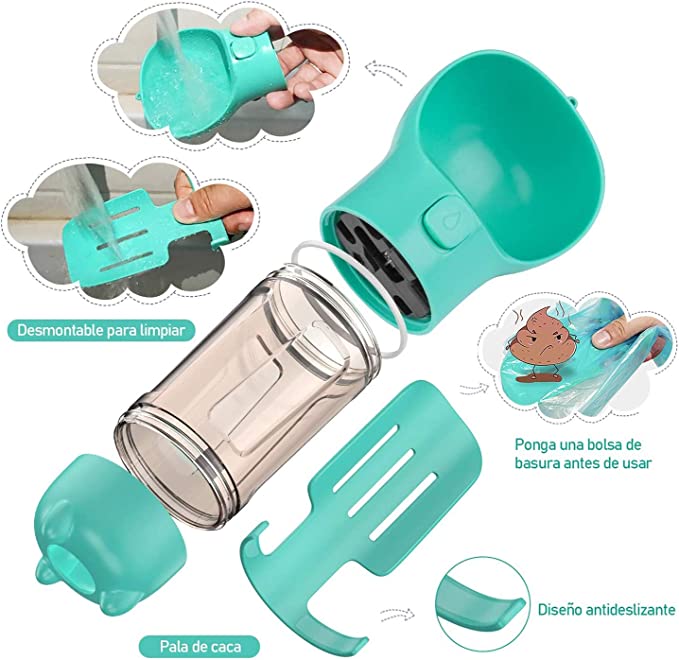 Desmontable para limpiar
Ponga una bolsa de
basura antes de usar
Diseño antideslizante
Pala de caca